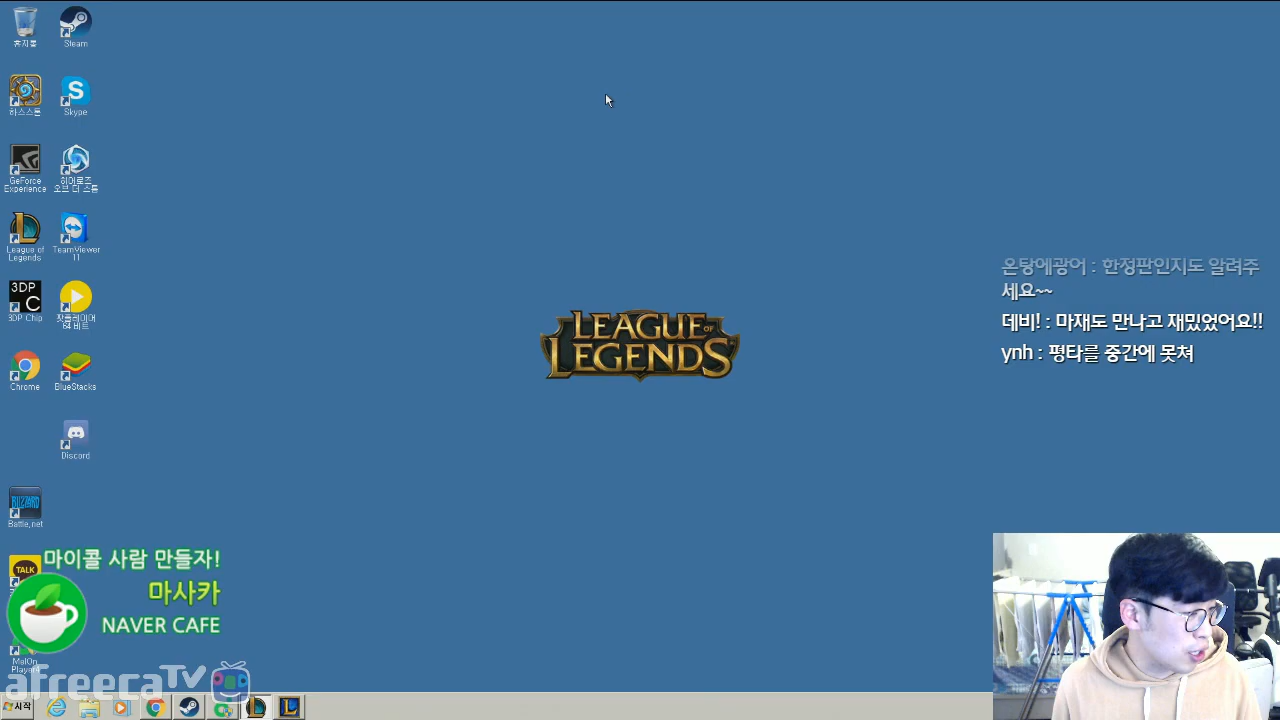 휴지통
Steam
하스스톤
Skype
GeForce
Experience
히어로즈
오브 더 스톰
League of
Legends
TeamViewer
11
3DP
C
3DP Chip
팟플레이어
64 비트
Chrome
BlueStacks
Discord
BLIZZARD
Battle.net
TALK
마이콜 사람 만들자!
마사카
NAVER CAFE
MelOn
Player4
afreecaTV
시작
LEAGUE OF
LEGENDS
온탕에광어 : 한정판인지도 알려주
세요~~
데비! : 마재도 만나고 재밌었어요!!
ynh : 평타를 중간에 못쳐